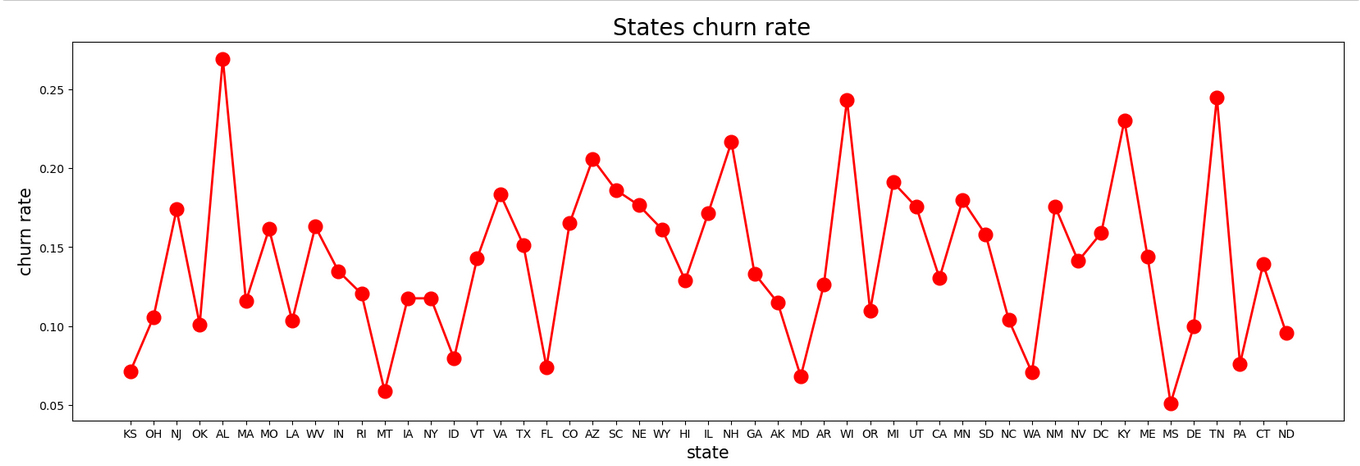 States churn rate
churn rate
0.25
0.20
0.15
0.10
0.05
KS OH NJ OK AL MA MO LA WV IN RI MT IA NY ID VT VA TX FL CO AZ SC NE WY HI IL NH GA AK MD AR WI OR MI UT CA MN SD NC WA NM NV DC KY ME MS DE TN PA CT ND
state